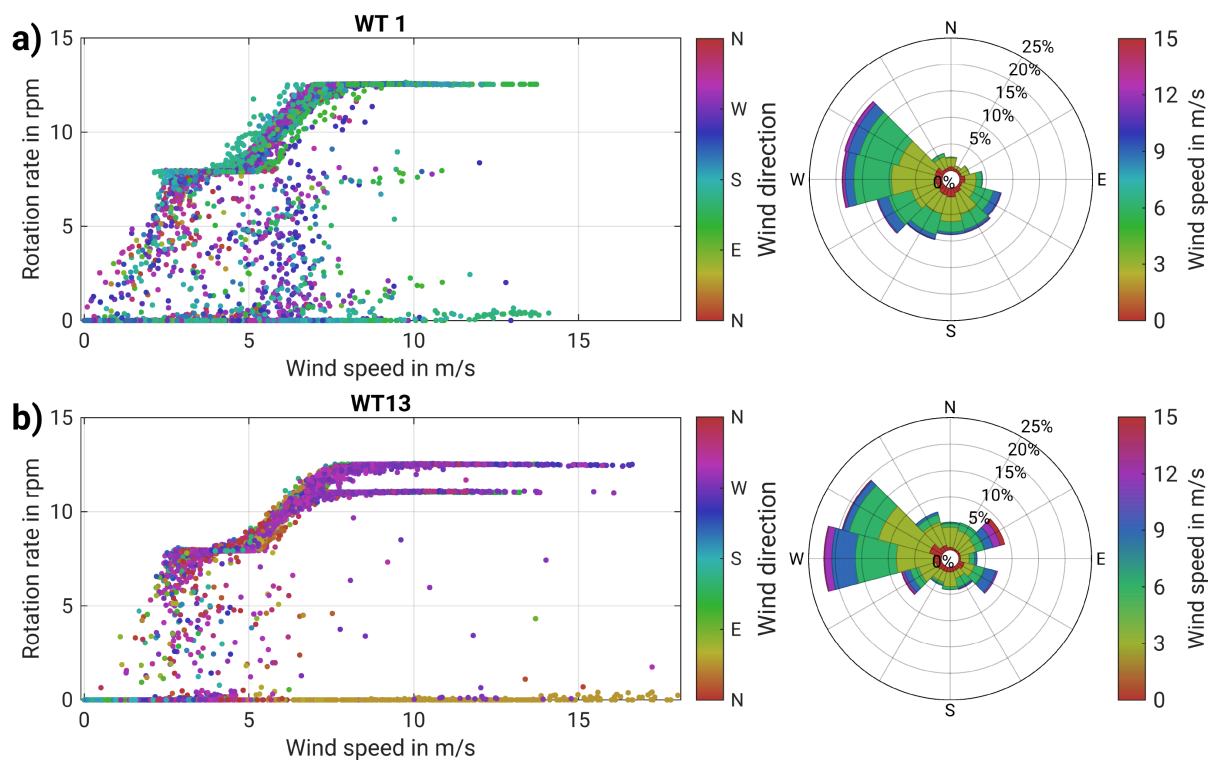 a)
WT 1
15
10
5
0
Rotation rate in rpm
0
5
10
15
Wind speed in m/s
N
W
S
E
N
Wind direction
N
E
S
W
25%
20%
15%
10%
5%
0%
15
12
9
6
3
0
Wind speed in m/s
b)
WT13
15
10
5
0
Rotation rate in rpm
0
5
10
15
Wind speed in m/s
N
W
S
E
N
Wind direction
N
E
S
W
25%
20%
15%
10%
5%
0%
15
12
9
6
3
0
Wind speed in m/s